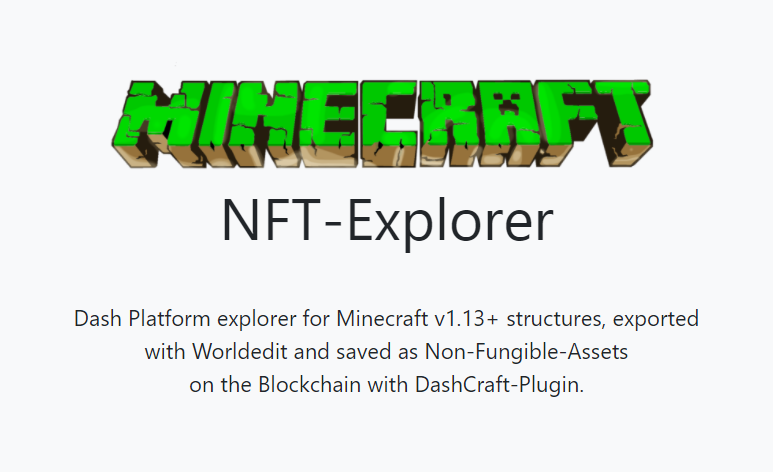 MINECRAFT
NFT-Explorer
Dash Platform explorer for Minecraft v1.13+ structures, exported
with Worldedit and saved as Non-Fungible-Assets
on the Blockchain with DashCraft-Plugin.